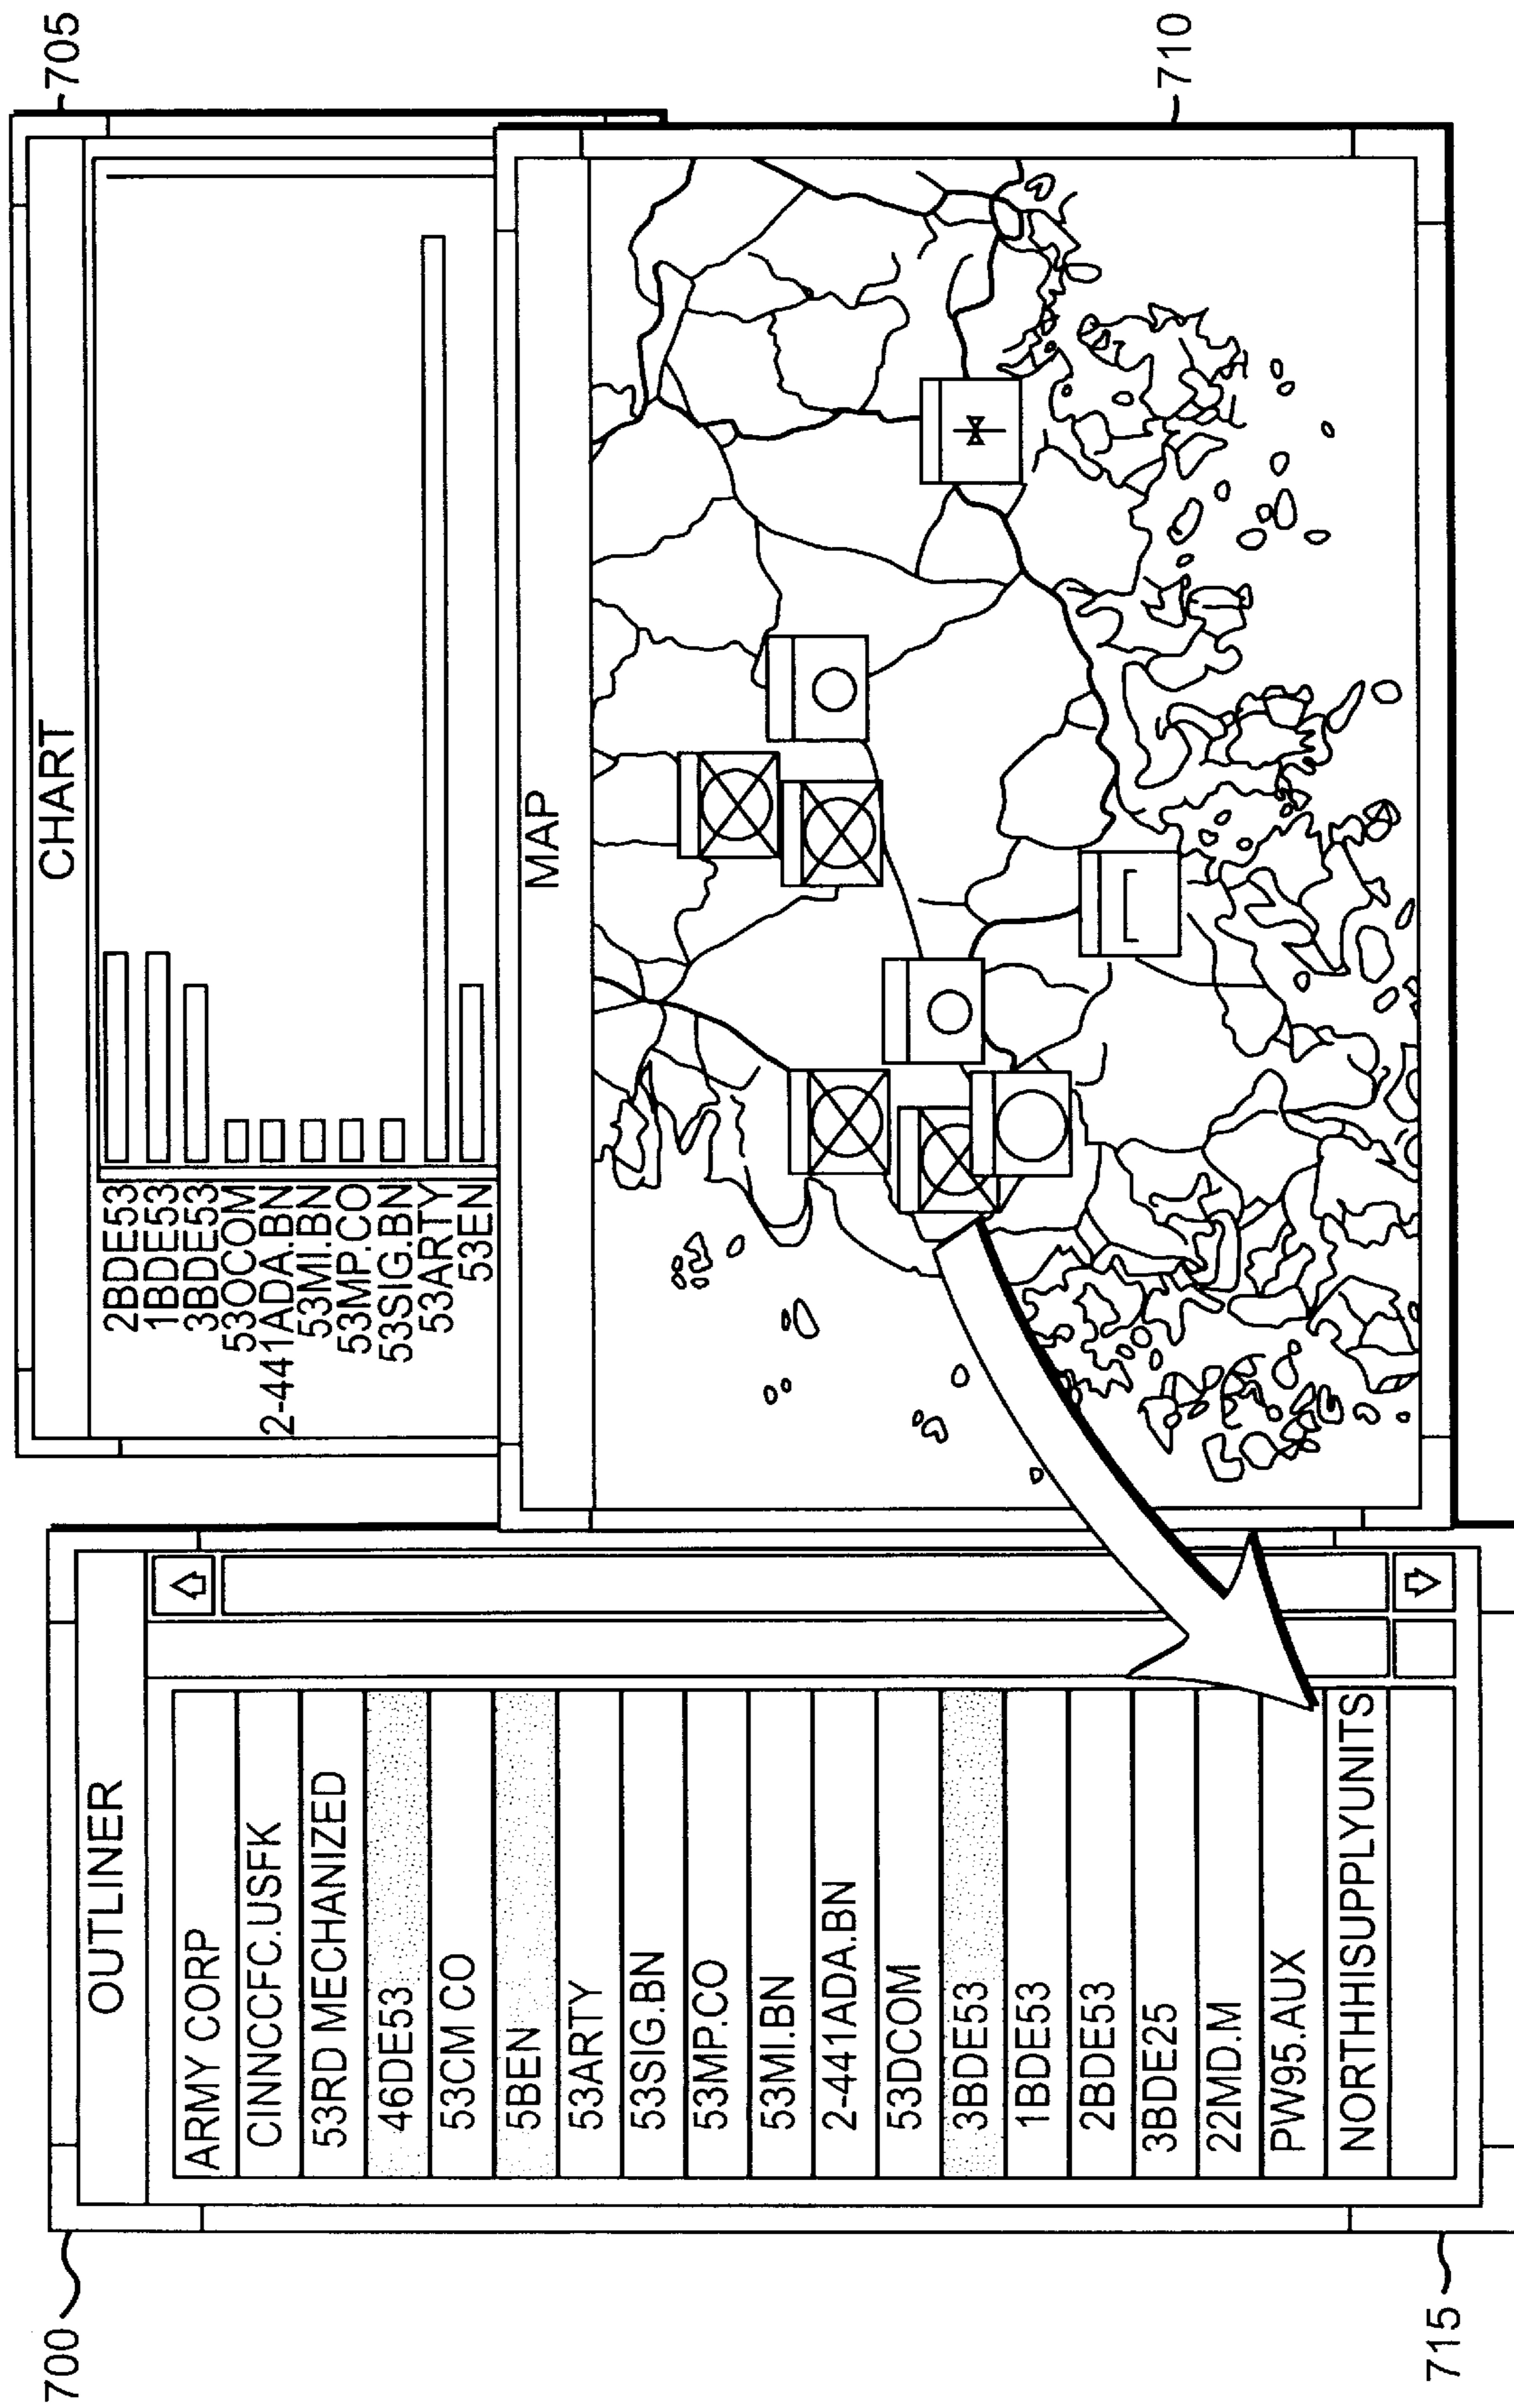 700
OUTLINER
ARMY CORP
CINNCCFC.USFK
53RD MECHANIZED
46DE53
53CM CO
5BEN
53ARTY
53SIG.BN
53MP.CO
53MI.BN
2-441ADA.BN
53DCOM
3BDE53
1BDE53
2BDE53
3BDE25
22MD.M
PW95.AUX
NORTHHISUPPLYUNITS
715
CHART
705
2BDE53
1BDE53
3BDE53
53OCOM
2-441ADA.BN
53MI.BN
53MP.CO
53SIG.BN
53ARTY
53EN
MAP
710